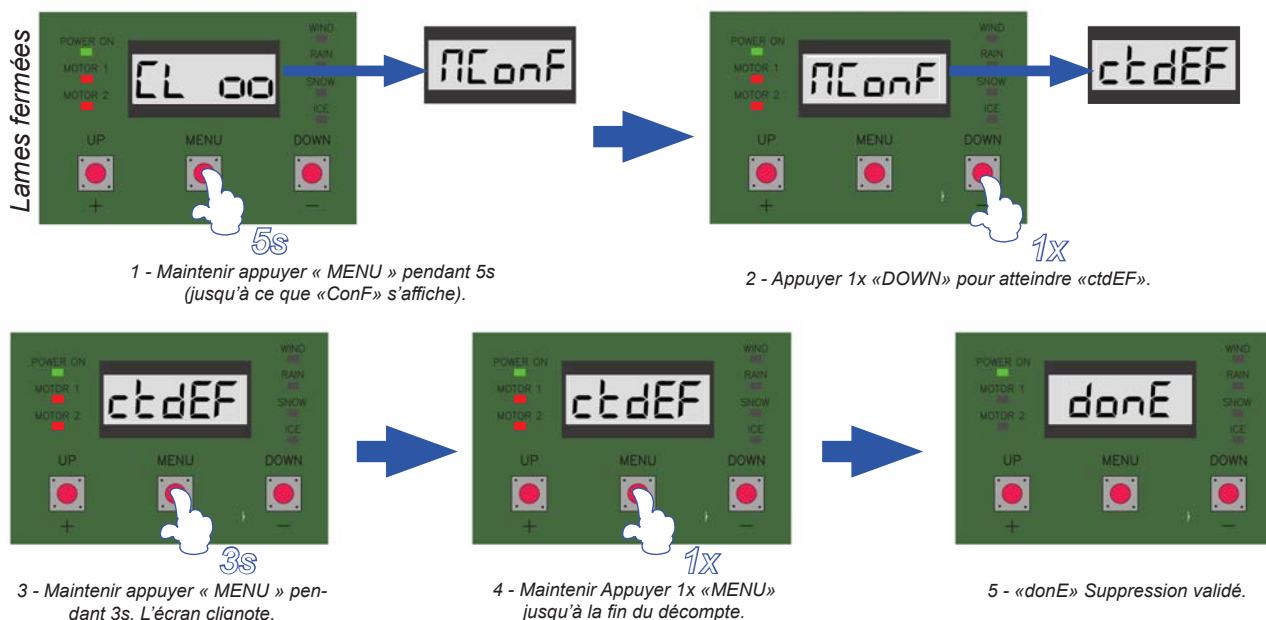 Lames fermées
POWER ON
MOTOR 1
MOTOR 2
CL oo
WIND
RAIN
SNOW
ICE
UP
MENU
DOWN
+
−
5s
MConF
1 - Maintenir appuyer « MENU » pendant 5s
(jusqu'à ce que «ConF» s'affiche).
POWER ON
MOTOR 1
MOTOR 2
MConF
WIND
RAIN
SNOW
ICE
UP
MENU
DOWN
+
−
1x
ctdEF
2 - Appuyer 1x «DOWN» pour atteindre «ctdEF».
POWER ON
MOTOR 1
MOTOR 2
ctdEF
WIND
RAIN
SNOW
ICE
UP
MENU
DOWN
+
−
3s
3 - Maintenir appuyer « MENU » pen-
dant 3s. L'écran clignote.
POWER ON
MOTOR 1
MOTOR 2
ctdEF
WIND
RAIN
SNOW
ICE
UP
MENU
DOWN
+
−
1x
4 - Maintenir Appuyer 1x «MENU»
jusqu'à la fin du décompte.
POWER ON
MOTOR 1
MOTOR 2
donE
WIND
RAIN
SNOW
ICE
UP
MENU
DOWN
+
−
5 - «donE» Suppression validé.